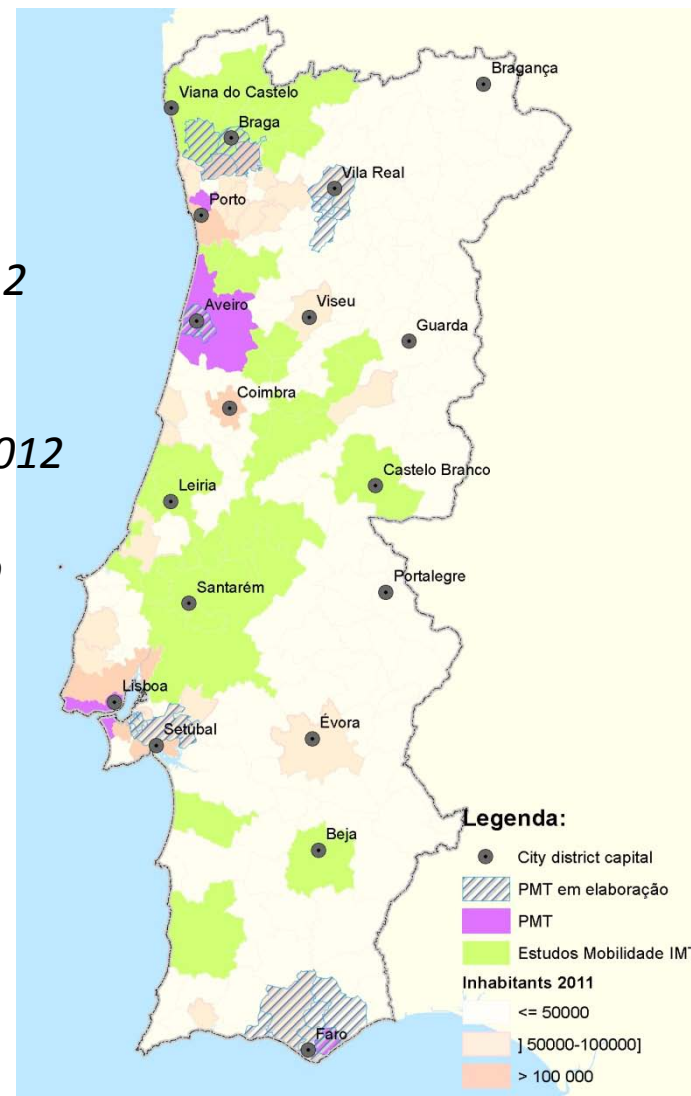 Bragança
Viana do Castelo
Braga
Vila Real
Porto
2
Aveiro
Viseu
Guarda
Coimbra
012
Castelo Branco
Leiria
Portalegre
Santarém
Lisboa
Évora
Setúbal
Beja
Faro
Legenda:
City district capital
PMT em elaboração
PMT
Estudos Mobilidade IMT
Inhabitants 2011
<= 50000
] 50000-100000]
> 100 000